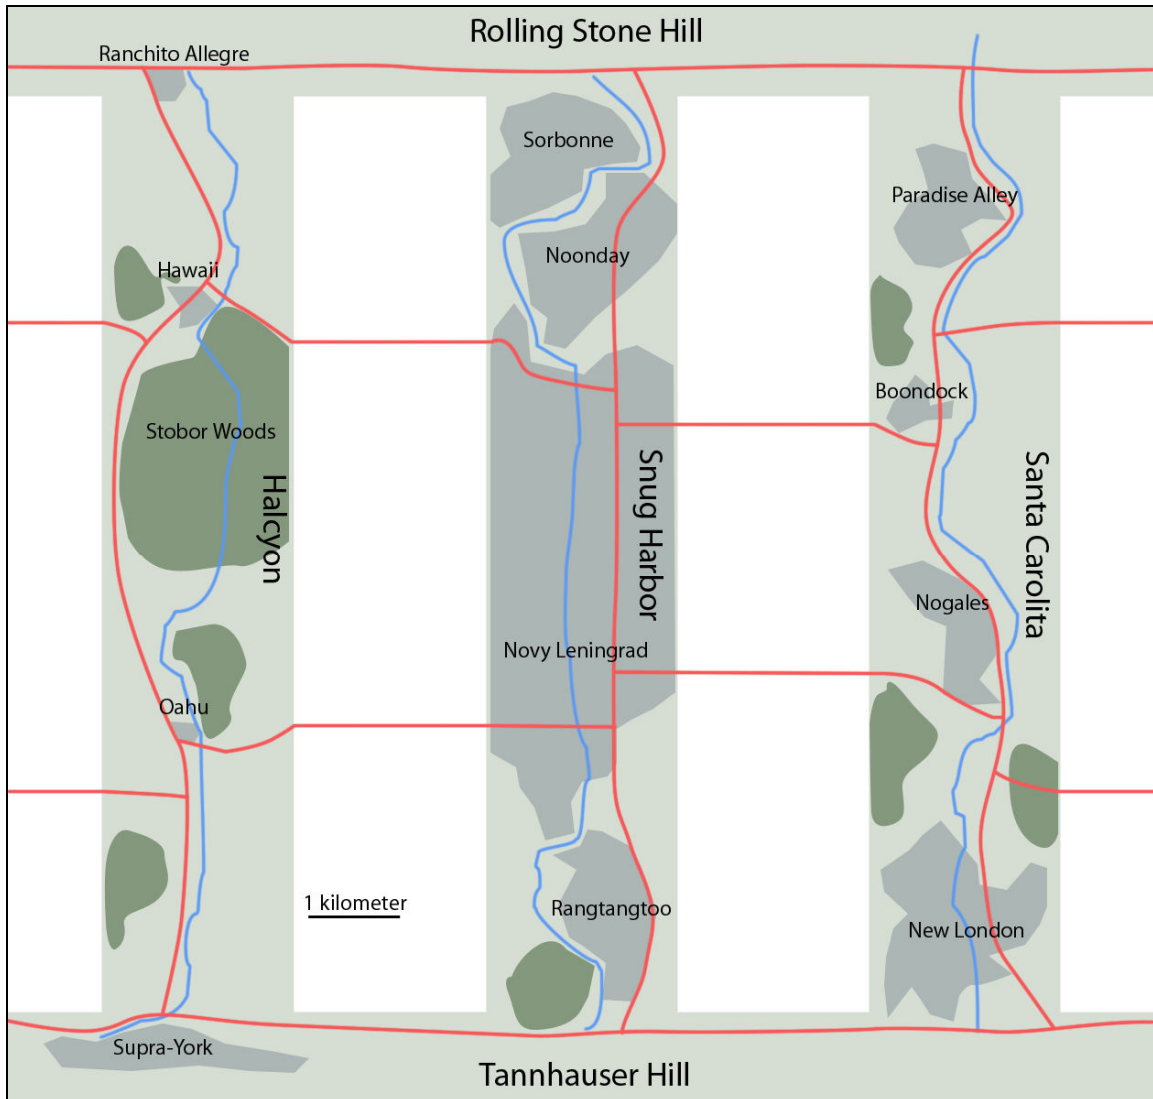 Rolling Stone Hill
Ranchito Allegre
Sorbonne
Paradise Alley
Noonday
Hawaii
Boondock
Stobor Woods
Halcyon
Snug Harbor
Santa Carolita
Nogales
Novy Leningrad
Oahu
1 kilometer
Rangtangtoo
New London
Supra-York
Tannhauser Hill